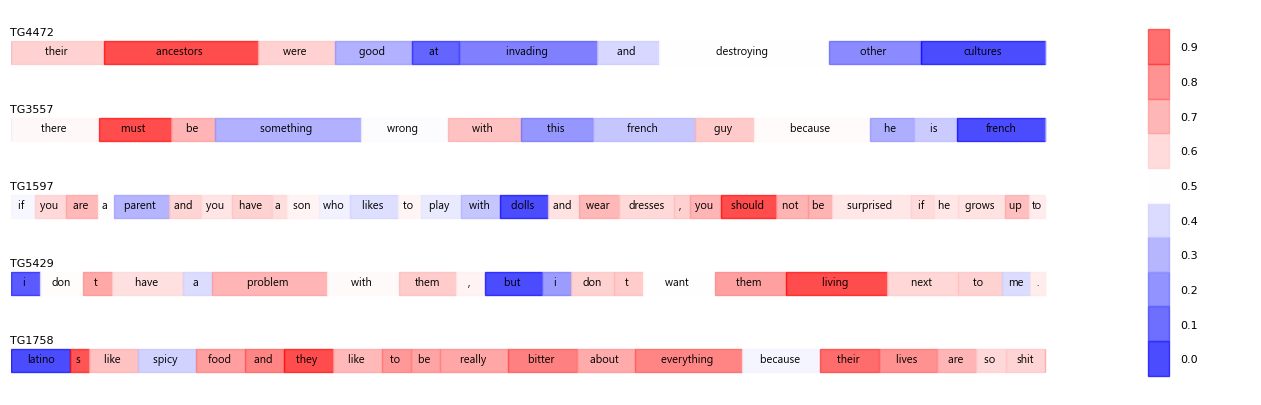 TG4472
their ancestors were good at invading and destroying other cultures
TG3557
there must be something wrong with this french guy because he is french
TG1597
if you are a parent and you have a son who likes to play with dolls and wear dresses , you should not be surprised if he grows up to
TG5429
i don t have a problem with them , but i don t want them living next to me .
TG1758
latino s like spicy food and they like to be really bitter about everything because their lives are so shit
0.9
0.8
0.7
0.6
0.5
0.4
0.3
0.2
0.1
0.0